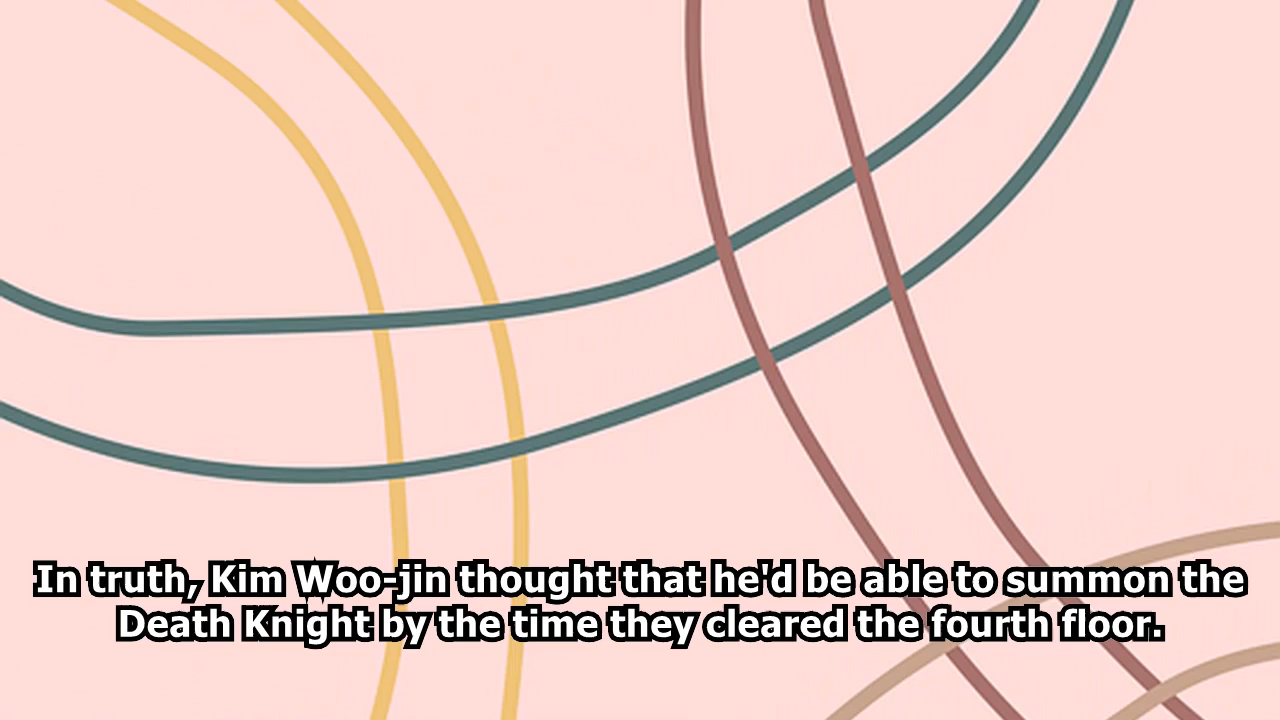 In truth, Kim Woo-jin thought that he'd be able to summon the
Death Knight by the time they cleared the fourth floor.